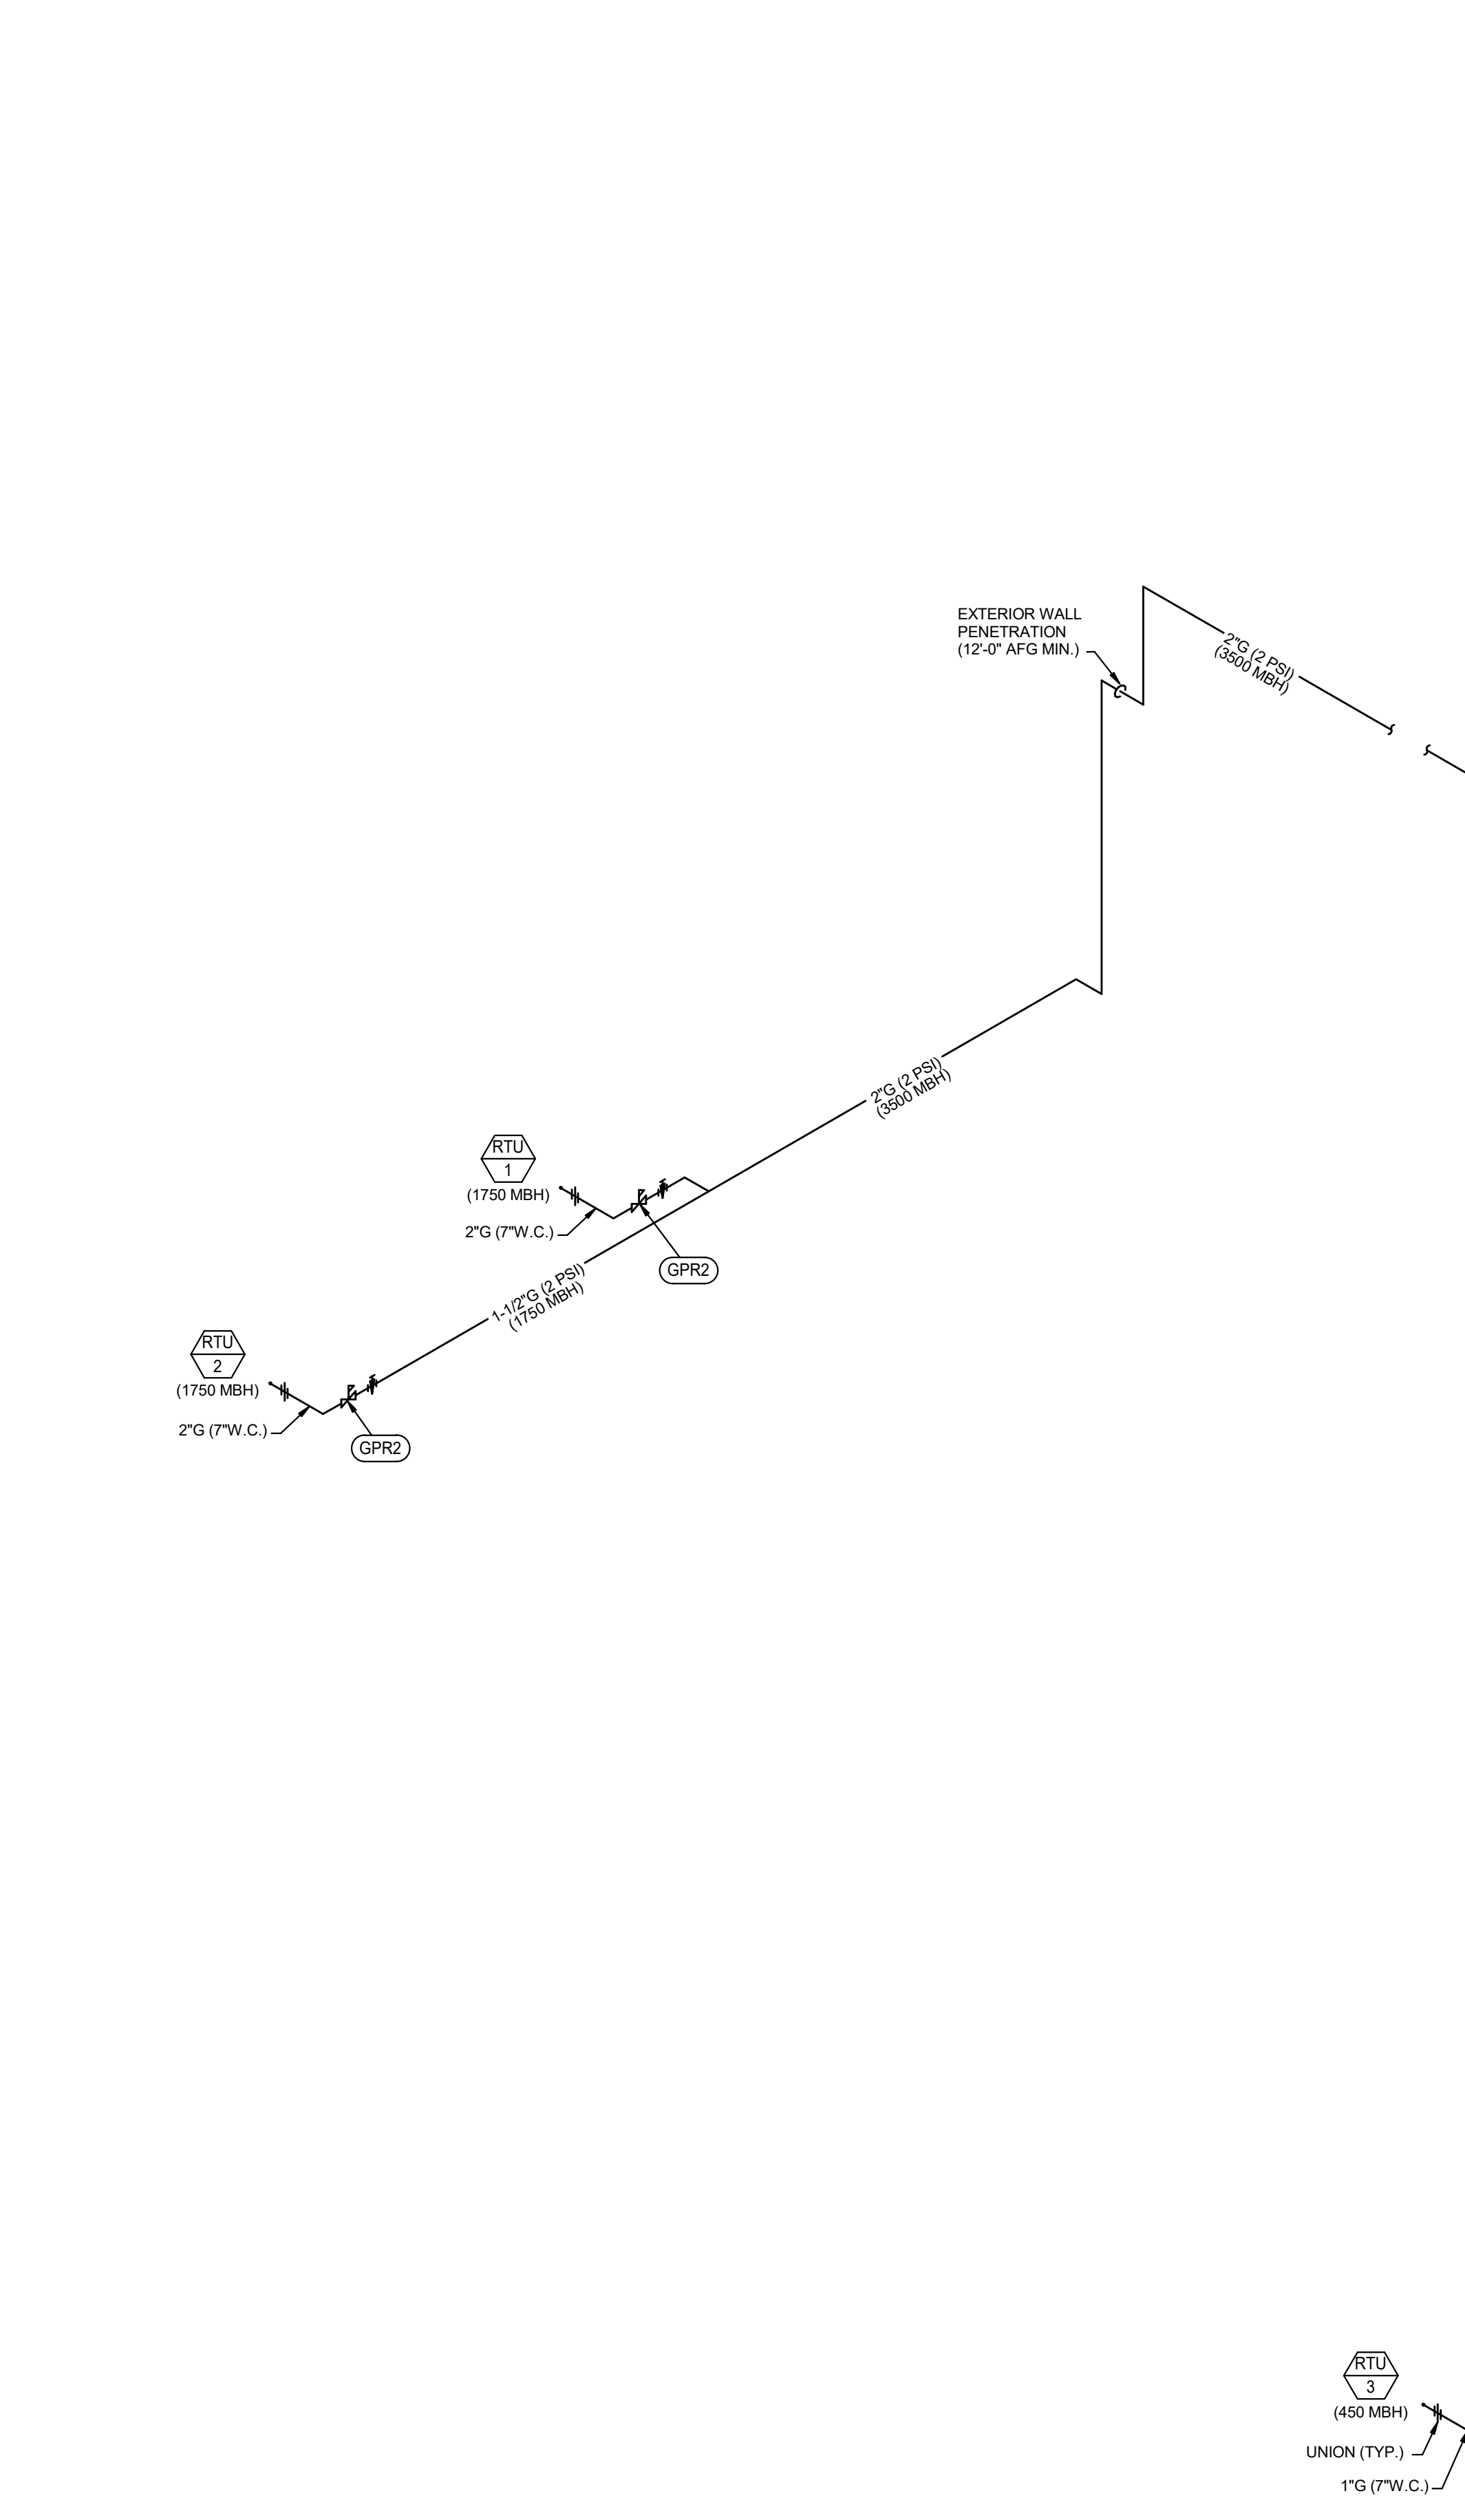 EXTERIOR WALL
PENETRATION
(12'-0" AFG MIN.)
2"G (2 PSI)
(3500 MBH)
2"G (2 PSI)
(3500 MBH)
RTU
1
(1750 MBH)
2"G (7"W.C.)
GPR2
1-1/2"G (2 PSI)
(1750 MBH)
RTU
2
(1750 MBH)
2"G (7"W.C.)
GPR2
RTU
3
(450 MBH)
UNION (TYP.)
1"G (7"W.C.)